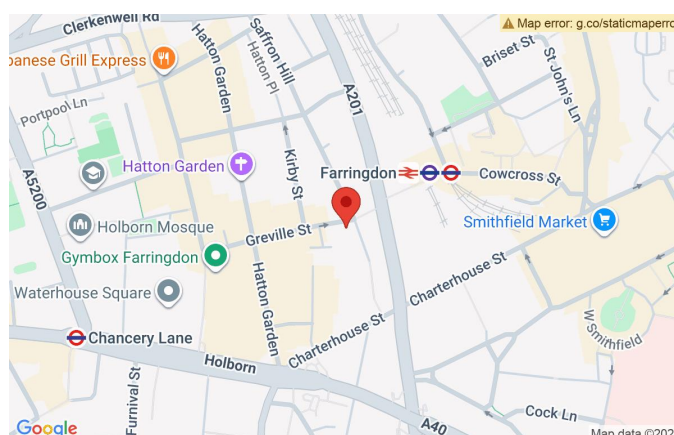 Clerkenwell Rd
Map error: g.co/staticmaperro
panese Grill Express
Hatton Garden
Saffron Hill
Hatton Pl
A201
Briset St
St John's Ln
Portpool Ln
A5200
Hatton Garden
Kirby St
Farringdon
Cowcross St
Holborn Mosque
Greville St
Smithfield Market
Gymbox Farringdon
Waterhouse Square
Hatton Garden
Charterhouse St
Charterhouse St
W Smithfield
Chancery Lane
Holborn
Furnival St
A40
Cock Ln
Google
Map data ©202